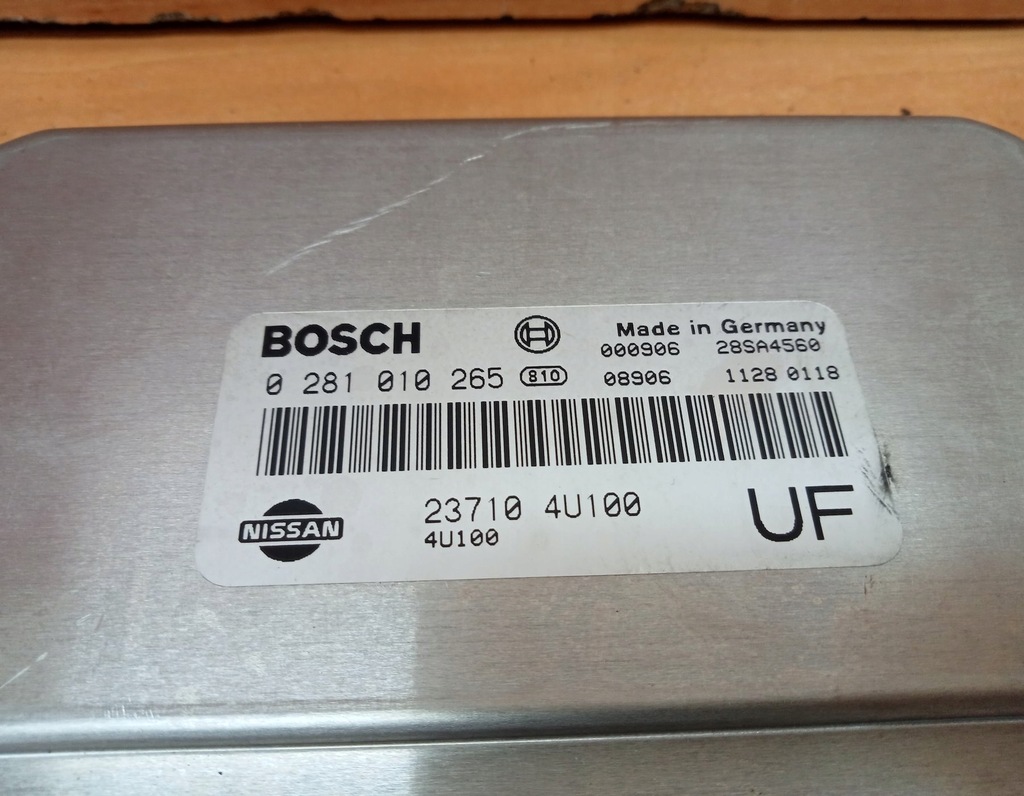 BOSCH
Made in Germany
000906 28SA4560
0 281 010 265 810 08906 1128 0118
NISSAN
23710 4U100
4U100
UF